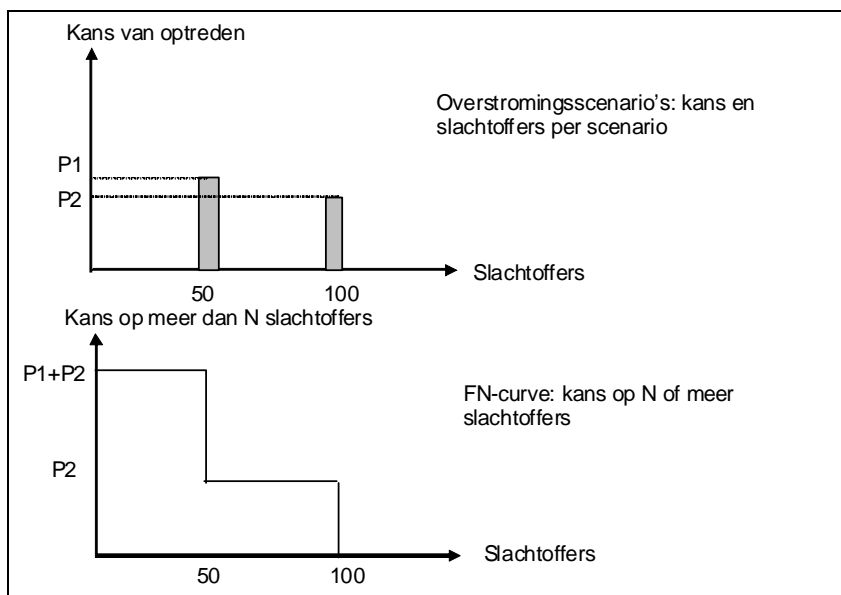 Kans van optreden
Overstromingsscenario's: kans en
slachtoffers per scenario
P1
P2
Slachtoffers
50
100
Kans op meer dan N slachtoffers
P1+P2
FN-curve: kans op N of meer
slachtoffers
P2
Slachtoffers
50
100